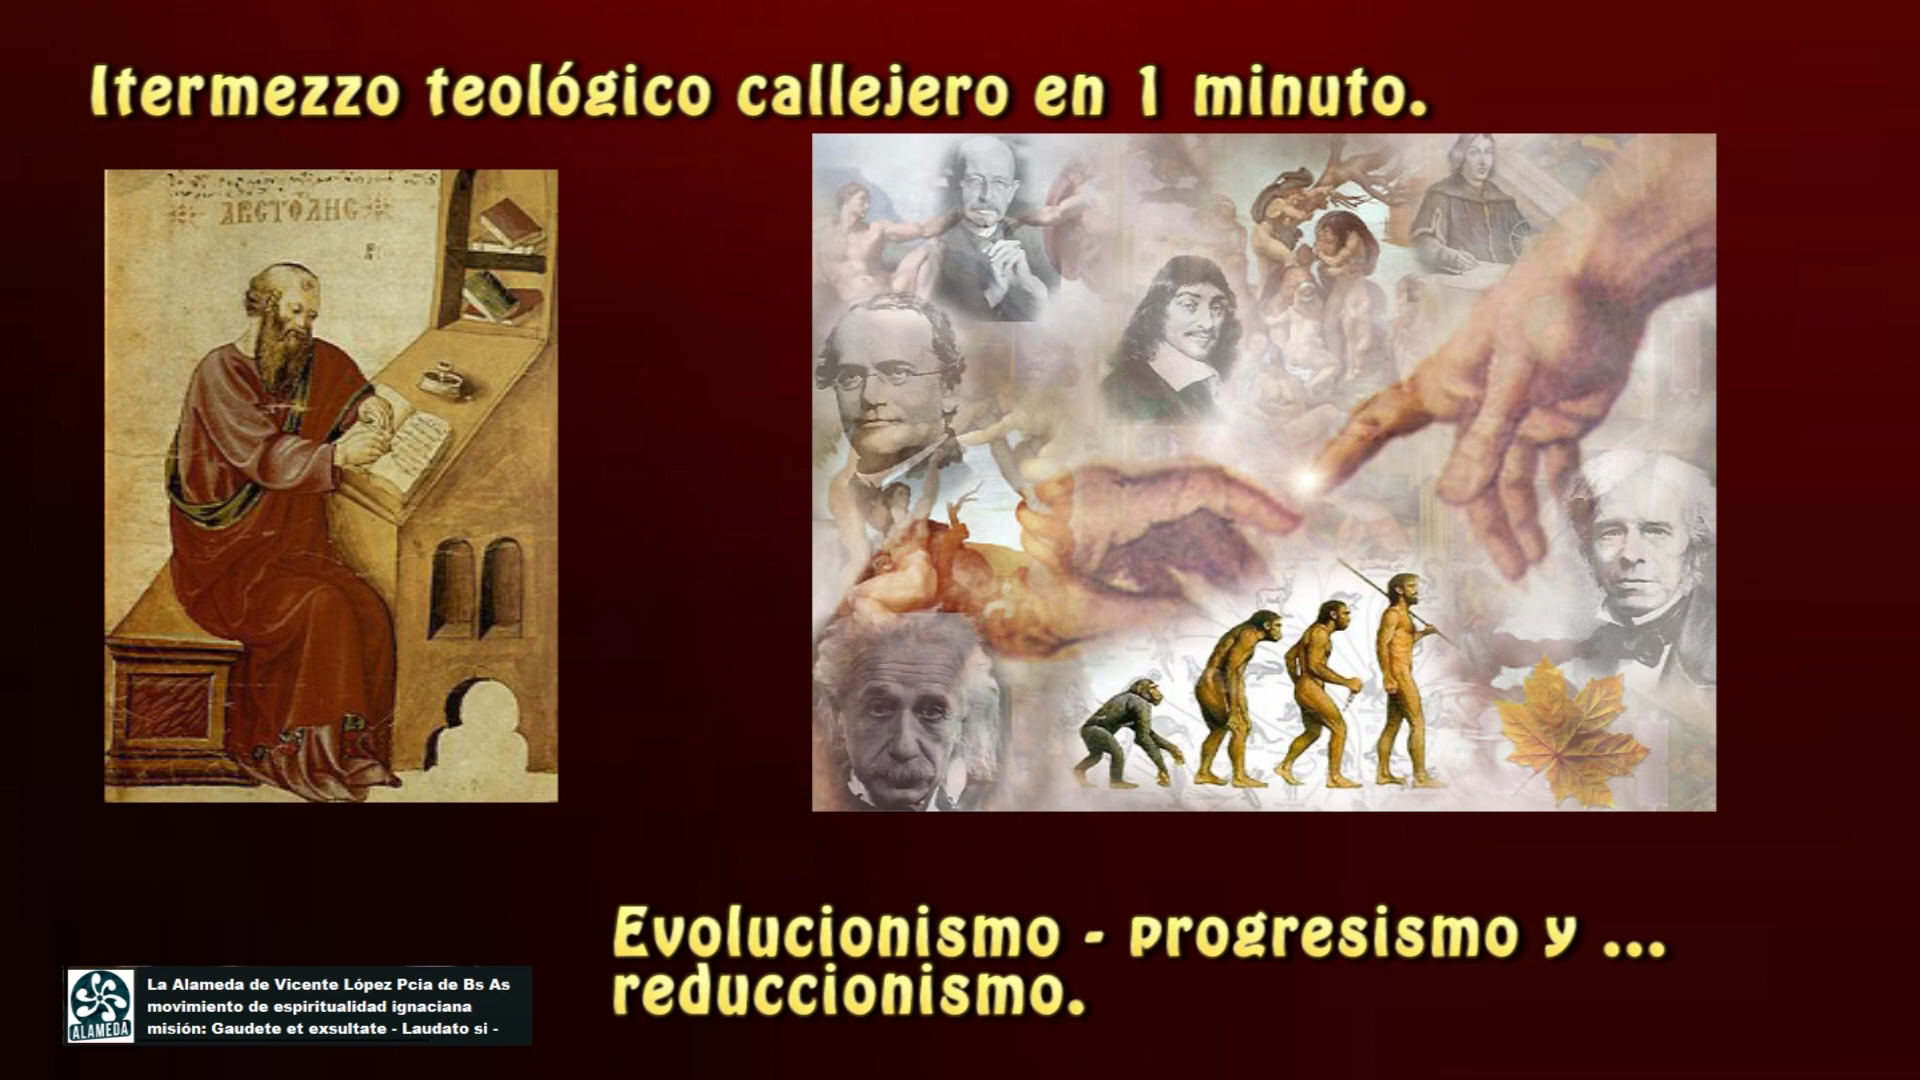 Itermezzo teológico callejero en 1 minuto.
Evolucionismo - progresismo y ...
reduccionismo.
ALAMEDA
La Alameda de Vicente López Pcia de Bs As
movimiento de espiritualidad ignaciana
misión: Gaudete et exsultate - Laudato si -